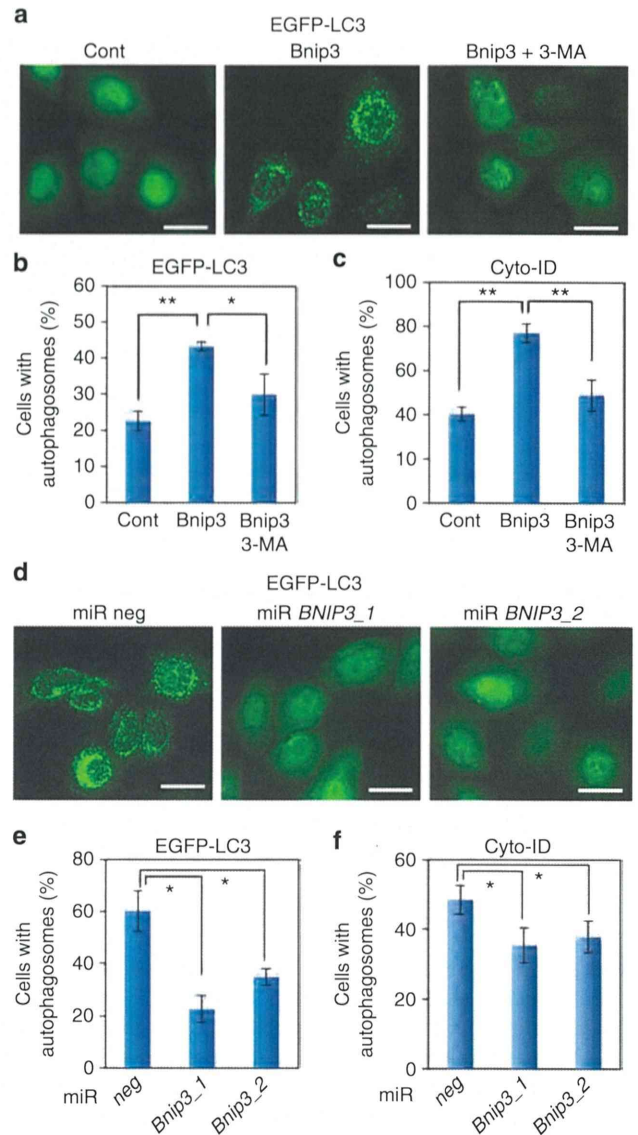 a
EGFP-LC3
Cont Bnip3 Bnip3 + 3-MA
b
EGFP-LC3
Cells with
autophagosomes (%)
60
50
40
30
20
10
0
** *
Cont Bnip3 Bnip3
3-MA
c
Cyto-ID
Cells with
autophagosomes (%)
100
80
60
40
10
0
** **
Cont Bnip3 Bnip3
3-MA
d
EGFP-LC3
miR neg miR BNIP3_1 miR BNIP3_2
e
EGFP-LC3
Cells with
autophagosomes (%)
80
60
40
20
0
* *
miR neg Bnip3_1 Bnip3_2
f
Cyto-ID
Cells with
autophagosomes (%)
60
40
20
0
* *
miR neg Bnip3_1 Bnip3_2